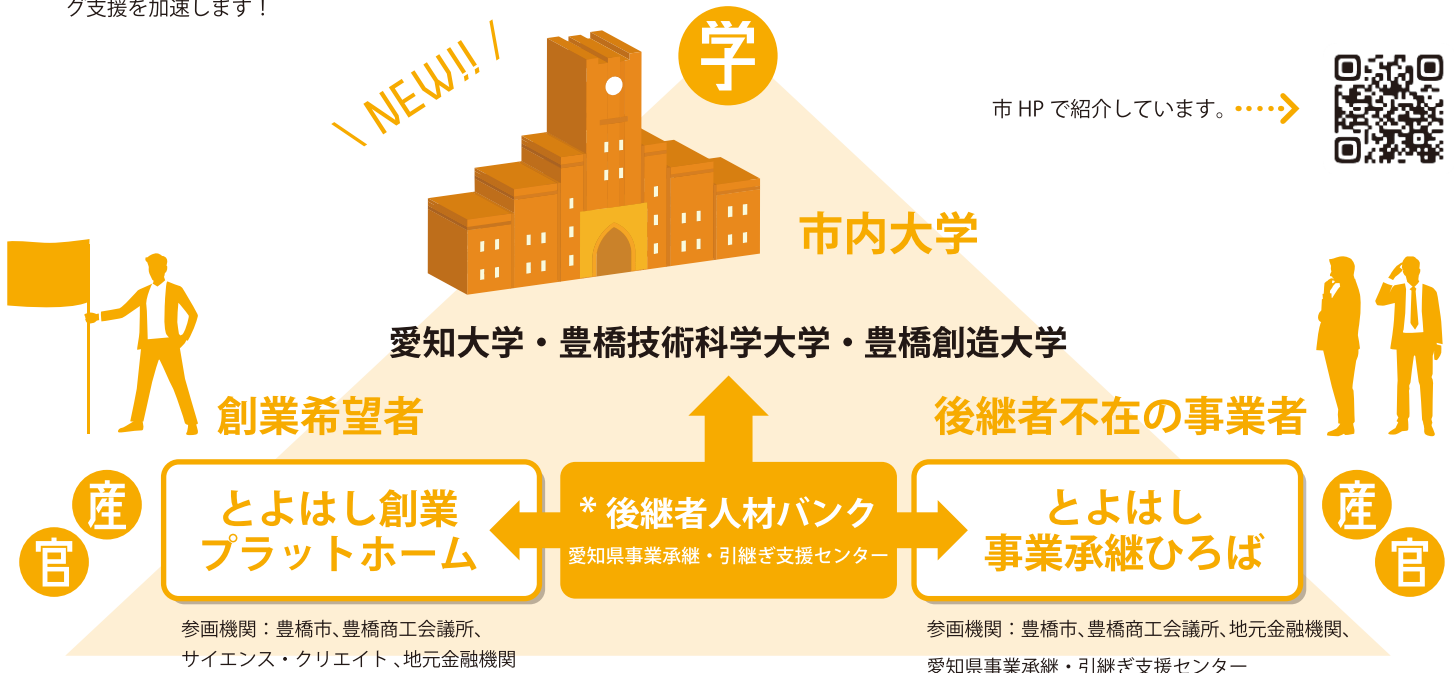 グ支援を加速します！
\ NEW!! /
学
市 HP で紹介しています。
市内大学
愛知大学・豊橋技術科学大学・豊橋創造大学
創業希望者
後継者不在の事業者
産
官
とよはし創業
プラットホーム
＊後継者人材バンク
愛知県事業承継・引継ぎ支援センター
とよはし
事業承継ひろば
産
官
参画機関：豊橋市、豊橋商工会議所、
サイエンス・クリエイト 、地元金融機関
参画機関：豊橋市、豊橋商工会議所、地元金融機関、
愛知県事業承継・引継ぎ支援センター